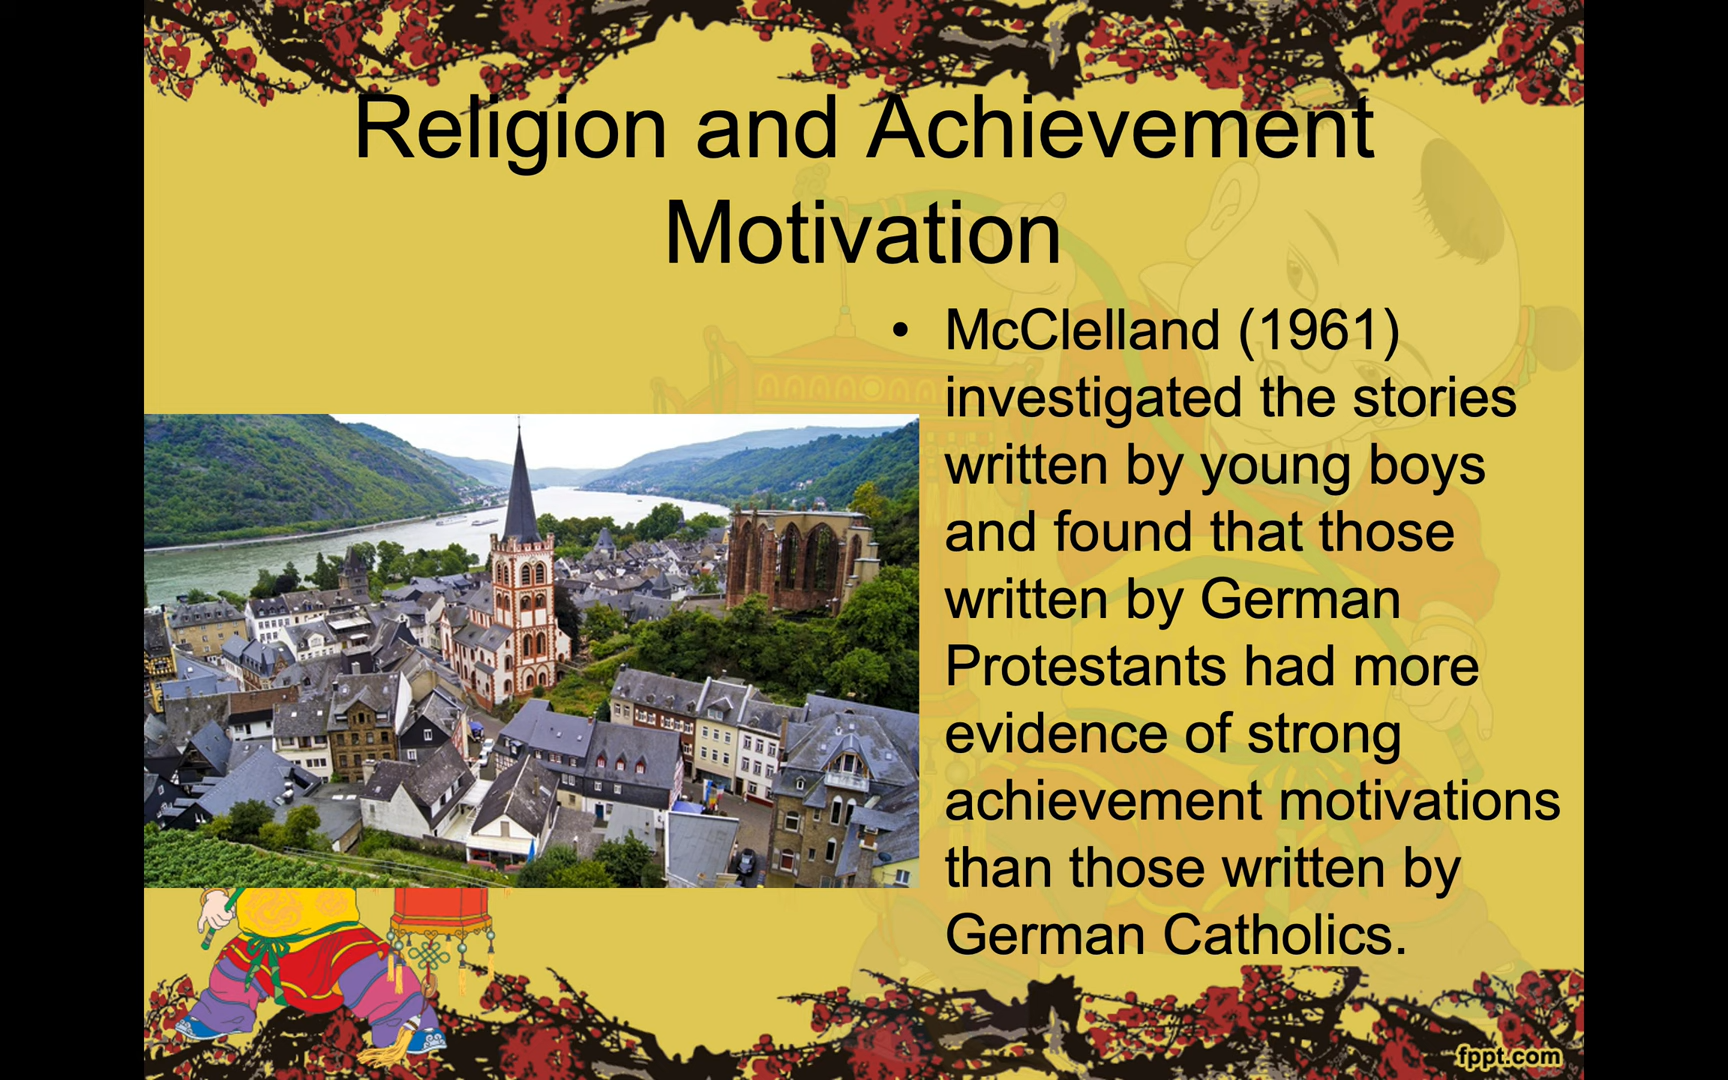 Religion and Achievement
Motivation
• McClelland (1961)
investigated the stories
written by young boys
and found that those
written by German
Protestants had more
evidence of strong
achievement motivations
than those written by
German Catholics.
fppt.com